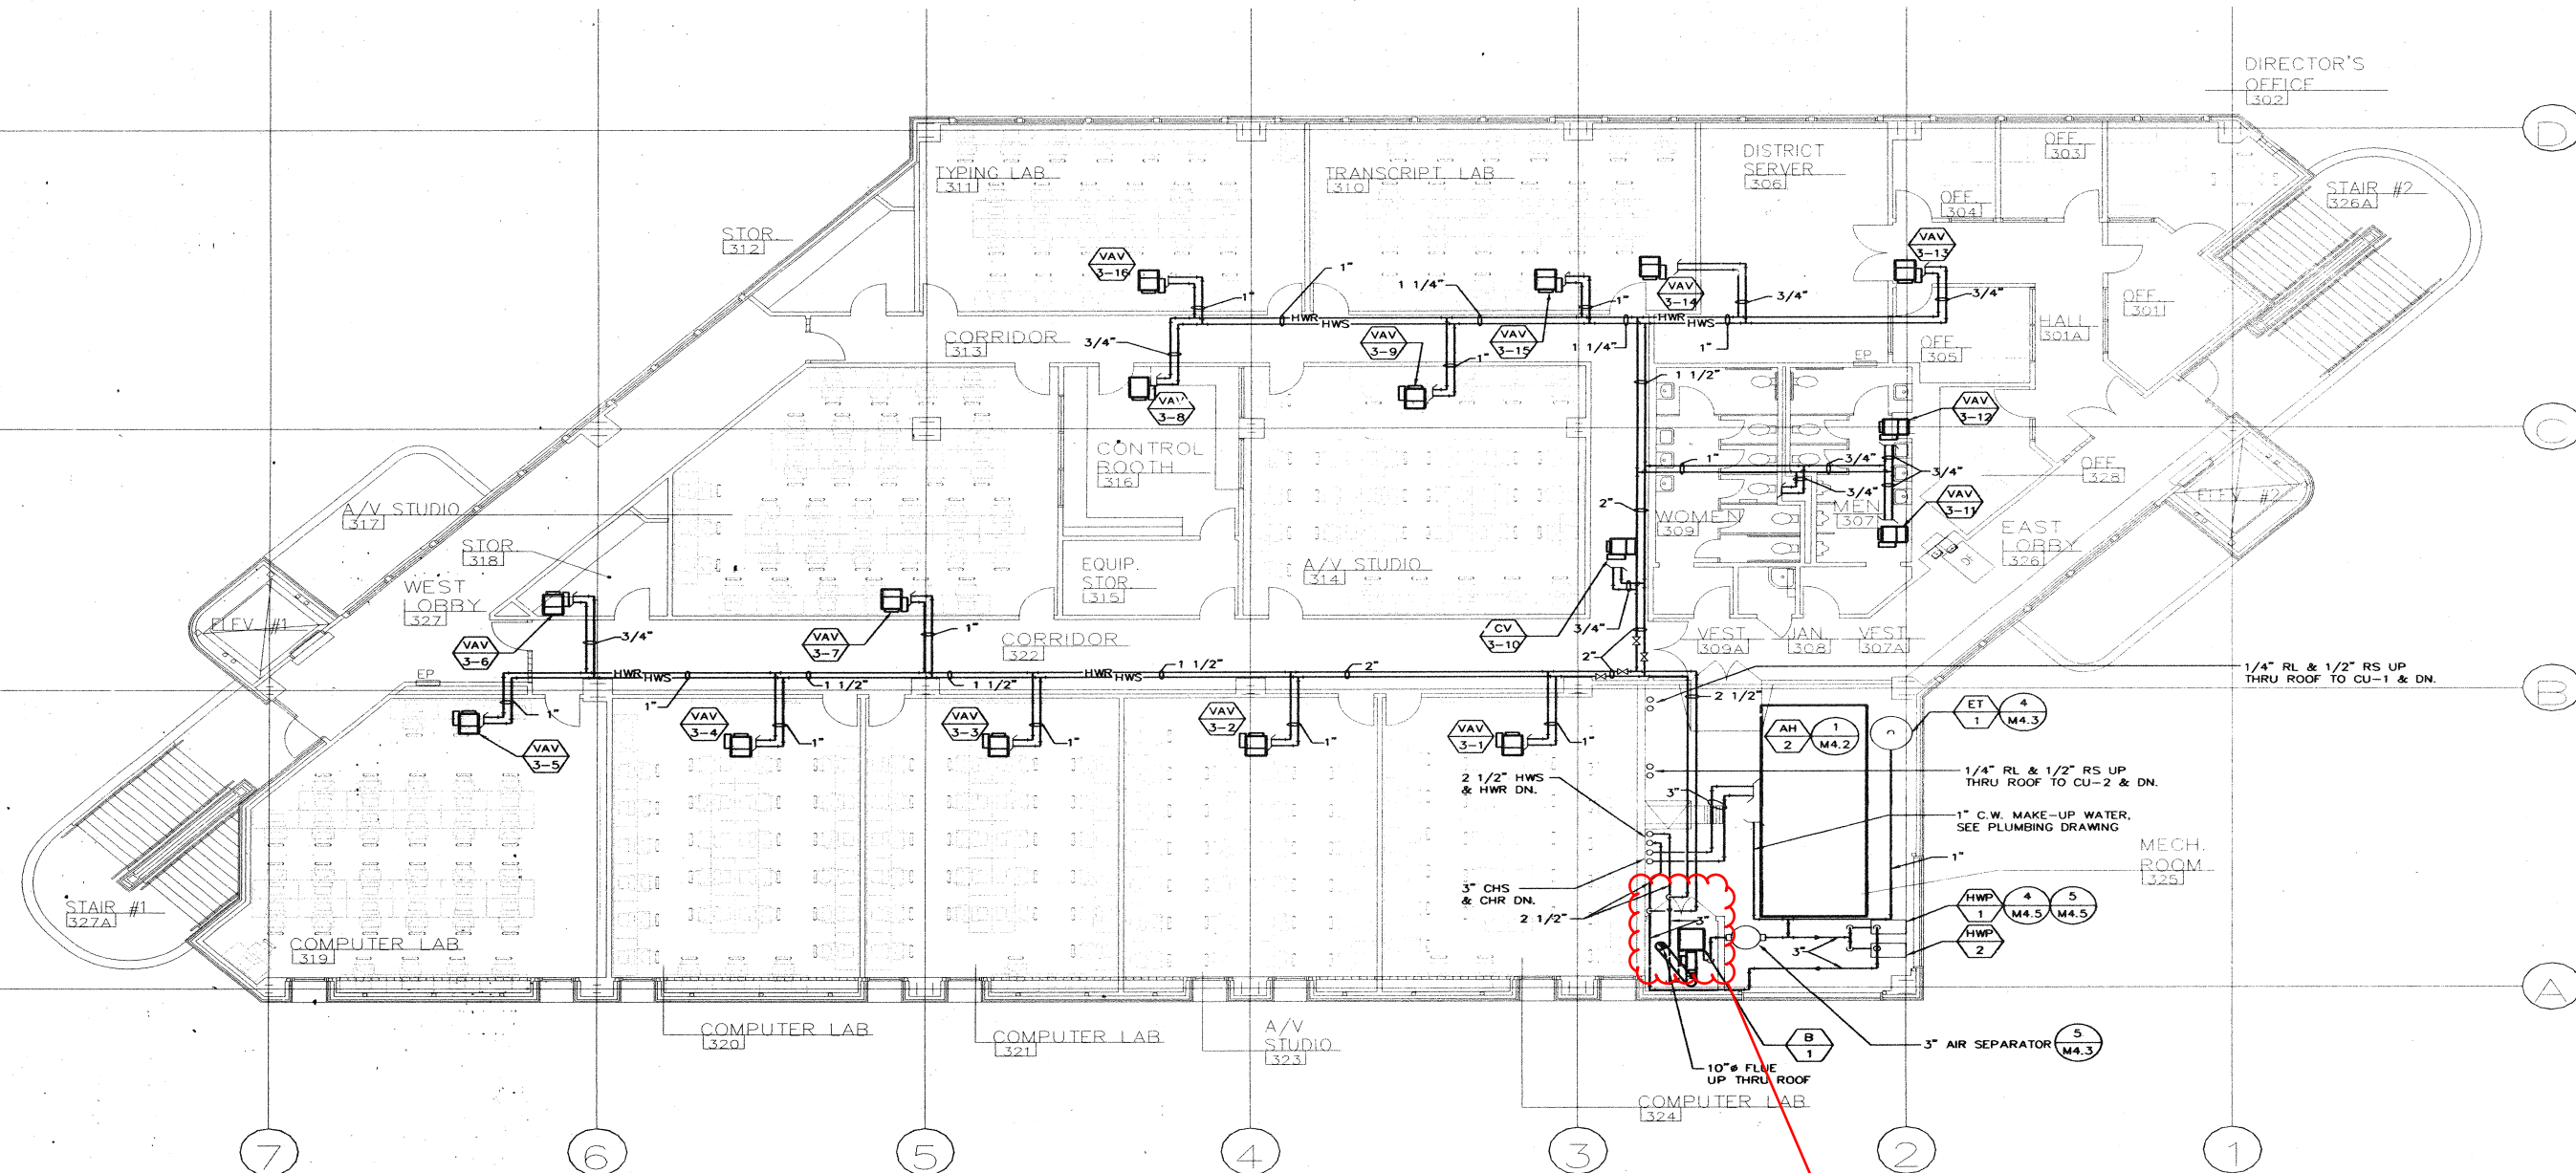 DIRECTOR'S
OFFICE
302
D
OFF.
303
DISTRICT
SERVER
306
TYPING LAB
311
TRANSCRIPT LAB
310
STAIR #2
326A
OFF.
304
STOR.
312
VAV
3-16
VAV
3-14
VAV
3-13
1"
1 1/4"
1"
1"
3/4"
3/4"
OFF.
301
HWR
HWS
HWR
HWS
HALL
301A
CORRIDOR
313
3/4"
VAV
3-9
VAV
3-15
1 1/4"
1"
OFF.
305
EP
1"
1 1/2"
VAV
3-8
VAV
3-12
C
CONTROL
BOOTH
316
1"
3/4"
3/4"
3/4"
OFF.
328
A/V STUDIO
317
2"
VAV
3-11
ELEV. #2
WOMEN
309
MEN
307
EAST
LOBBY
326
STOR.
318
EQUIP.
STOR.
315
A/V STUDIO
314
WEST
LOBBY
327
ELEV. #1
VAV
3-6
3/4"
VAV
3-7
1"
CORRIDOR
322
CV
3-10
3/4"
2"
VEST.
309A
JAN.
308
VEST.
307A
EP
HWR
HWS
1"
1 1/2"
1 1/2"
HWR
HWS
1 1/2"
2"
1/4" RL & 1/2" RS UP
THRU ROOF TO CU-1 & DN.
B
2 1/2"
1"
VAV
3-5
VAV
3-4
1"
VAV
3-3
1"
VAV
3-2
1"
VAV
3-1
1"
AH
2
1
M4.2
ET
1
4
M4.3
2 1/2" HWS
& HWR DN.
3"
1/4" RL & 1/2" RS UP
THRU ROOF TO CU-2 & DN.
1" C.W. MAKE-UP WATER,
SEE PLUMBING DRAWING
1"
MECH.
ROOM
325
3" CHS
& CHR DN.
2 1/2"
3"
HWP
1
4
M4.5
5
M4.5
HWP
2
3"
STAIR #1
327A
COMPUTER LAB
319
A
COMPUTER LAB
320
COMPUTER LAB
321
A/V
STUDIO
323
B
1
3" AIR SEPARATOR
5
M4.3
10"ø FLUE
UP THRU ROOF
COMPUTER LAB
324
7
6
5
4
3
2
1